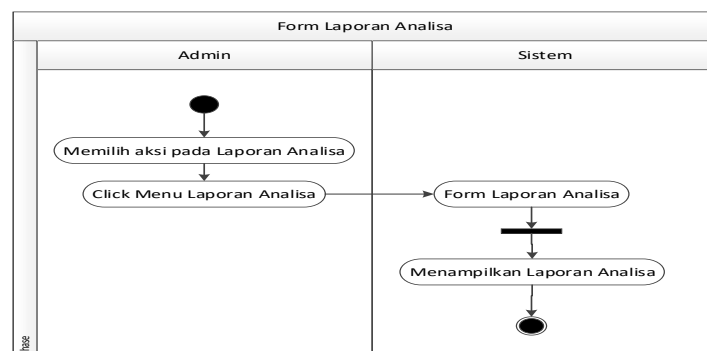 Form Laporan Analisa
Admin
Sistem
Memilih aksi pada Laporan Analisa
Click Menu Laporan Analisa
Form Laporan Analisa
Menampilkan Laporan Analisa